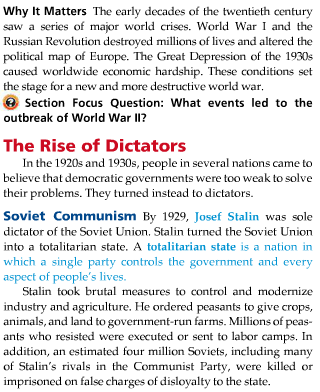 Why It Matters The early decades of the twentieth century
saw a series of major world crises. World War I and the
Russian Revolution destroyed millions of lives and altered the
political map of Europe. The Great Depression of the 1930s
caused worldwide economic hardship. These conditions set
the stage for a new and more destructive world war.
Section Focus Question: What events led to the
outbreak of World War II?
The Rise of Dictators
In the 1920s and 1930s, people in several nations came to
believe that democratic governments were too weak to solve
their problems. They turned instead to dictators.
Soviet Communism By 1929, Josef Stalin was sole
dictator of the Soviet Union. Stalin turned the Soviet Union
into a totalitarian state. A totalitarian state is a nation in
which a single party controls the government and every
aspect of people's lives.
Stalin took brutal measures to control and modernize
industry and agriculture. He ordered peasants to give crops,
animals, and land to government-run farms. Millions of peas-
ants who resisted were executed or sent to labor camps. In
addition, an estimated four million Soviets, including many
of Stalin's rivals in the Communist Party, were killed or
imprisoned on false charges of disloyalty to the state.